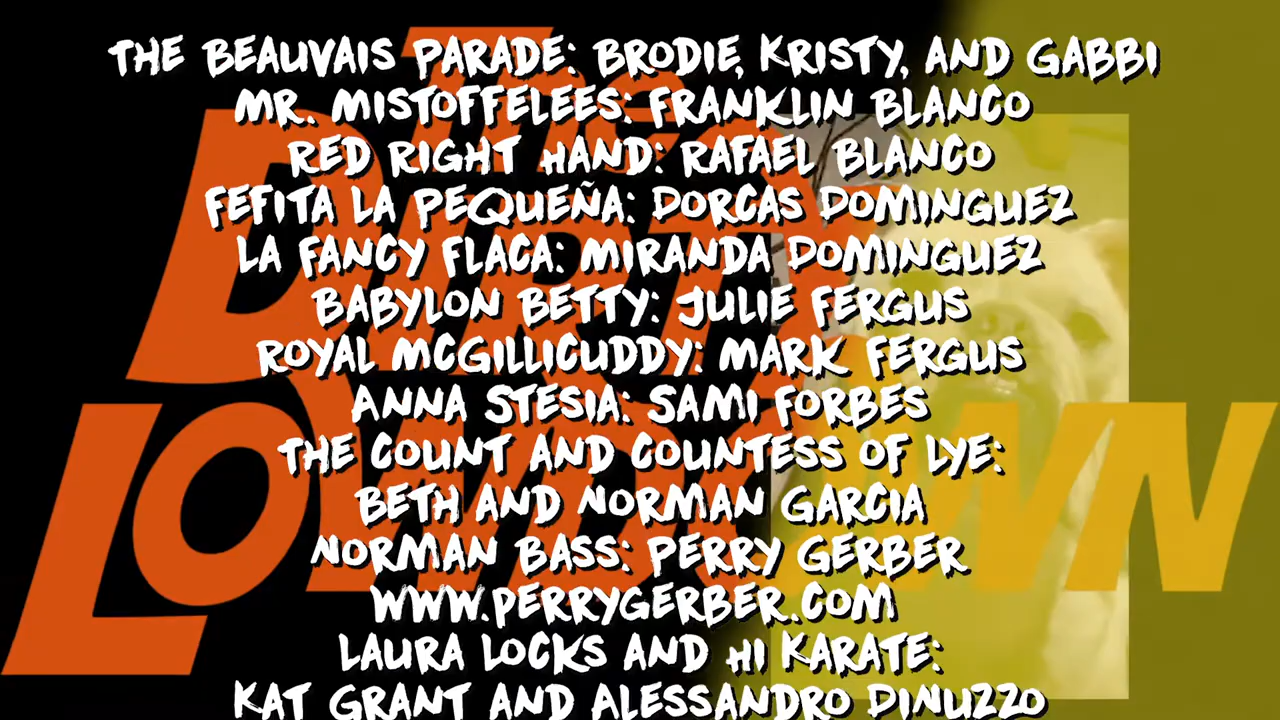 The
DIRTY
LOWDOWN
THE BEAUVAIS PARADE: BRODIE, KRISTY, AND GABBI
MR. MISTOFFELEES: FRANKLIN BLANCO
RED RIGHT HAND: RAFAEL BLANCO
FEFITA LA PEQUEÑA: DORCAS DOMINGUEZ
LA FANCY FLACA: MIRANDA DOMINGUEZ
BABYLON BETTY: JULIE FERGUS
ROYAL MCGILLICUDDY: MARK FERGUS
ANNA STESIA: SAMI FORBES
THE COUNT AND COUNTESS OF LYE:
BETH AND NORMAN GARCIA
NORMAN BASS: PERRY GERBER
WWW.PERRYGERBER.COM
LAURA LOCKS AND HI KARATE:
KAT GRANT AND ALESSANDRO DINUZZO